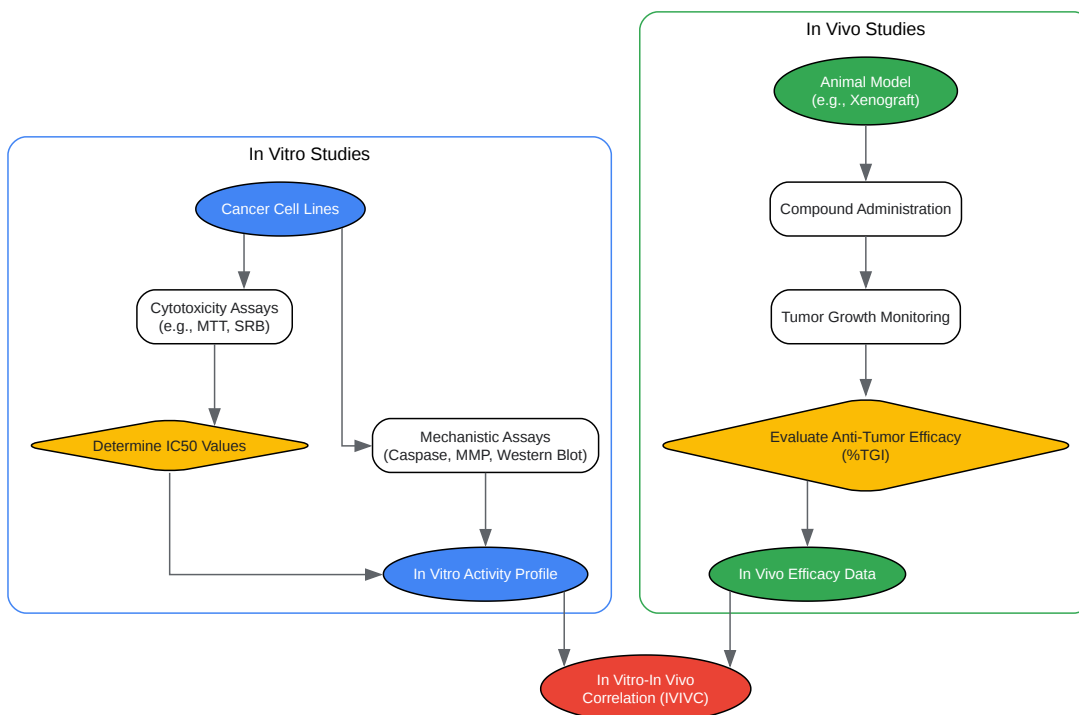 In Vitro Studies
Cancer Cell Lines
Cytotoxicity Assays
(e.g., MTT, SRB)
Determine IC50 Values
Mechanistic Assays
(Caspase, MMP, Western Blot)
In Vitro Activity Profile
In Vivo Studies
Animal Model
(e.g., Xenograft)
Compound Administration
Tumor Growth Monitoring
Evaluate Anti-Tumor Efficacy
(%TGI)
In Vivo Efficacy Data
In Vitro-In Vivo
Correlation (IVIVC)